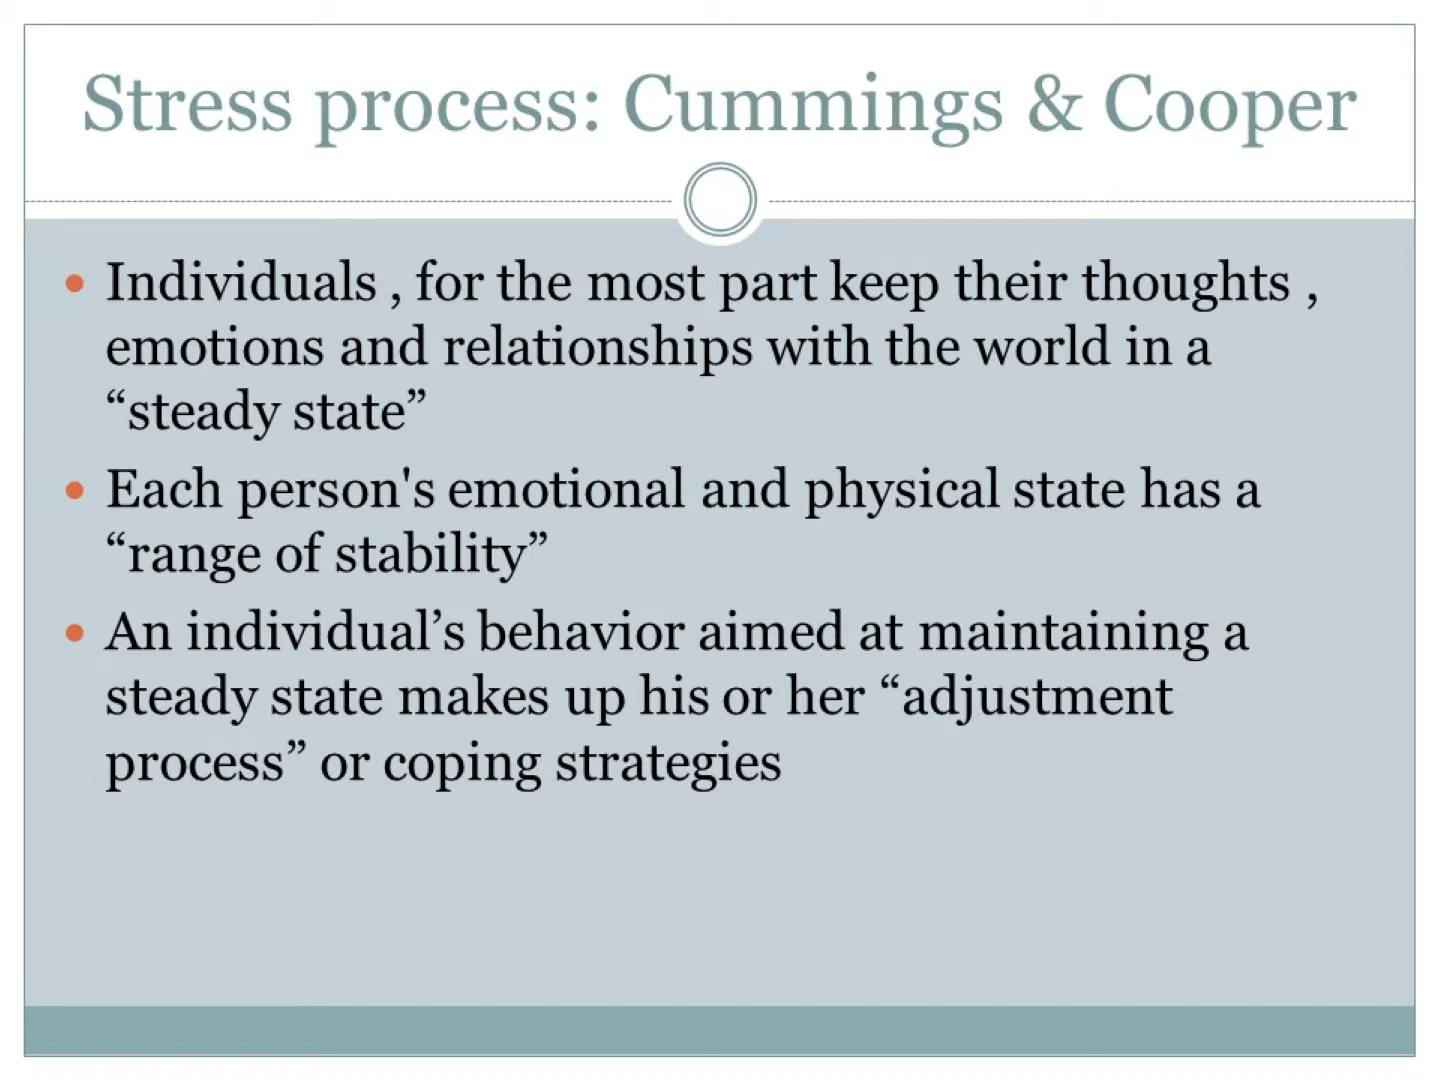 Stress process: Cummings & Cooper
Individuals , for the most part keep their thoughts ,
emotions and relationships with the world in a
“steady state”
Each person's emotional and physical state has a
“range of stability”
An individual’s behavior aimed at maintaining a
steady state makes up his or her “adjustment
process” or coping strategies